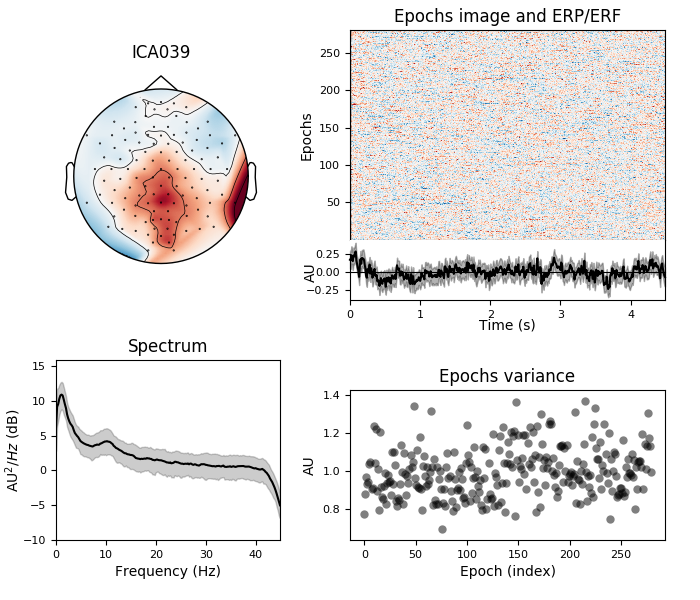 ICA039
Epochs image and ERP/ERF
Epochs
250
200
150
100
50
AU
0.25
0.00
−0.25
0 1 2 3 4
Time (s)
Spectrum
AU²/Hz (dB)
15
10
5
0
−5
−10
0 10 20 30 40
Frequency (Hz)
Epochs variance
AU
1.4
1.2
1.0
0.8
0 50 100 150 200 250
Epoch (index)